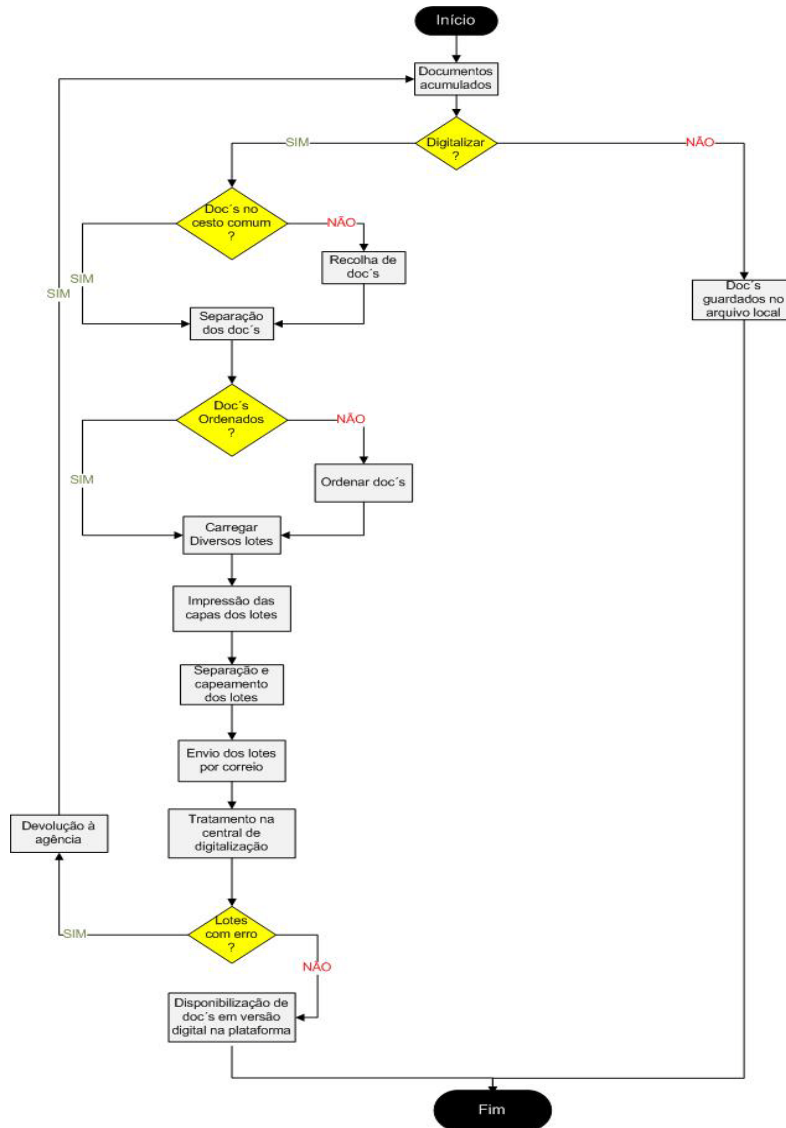 Início
Documentos
acumulados
Digitalizar
?
SIM
NÃO
Doc´s no
cesto comum
?
NÃO
SIM
SIM
Recolha de
doc´s
Doc´s
guardados no
arquivo local
Separação
dos doc´s
Doc´s
Ordenados
?
NÃO
SIM
Ordenar doc´s
Carregar
Diversos lotes
Impressão das
capas dos lotes
Separação e
capeamento
dos lotes
Envio dos lotes
por correio
Devolução à
agência
Tratamento na
central de
digitalização
Lotes
com erro
?
SIM
NÃO
Disponibilização de
doc´s em versão
digital na plataforma
Fim